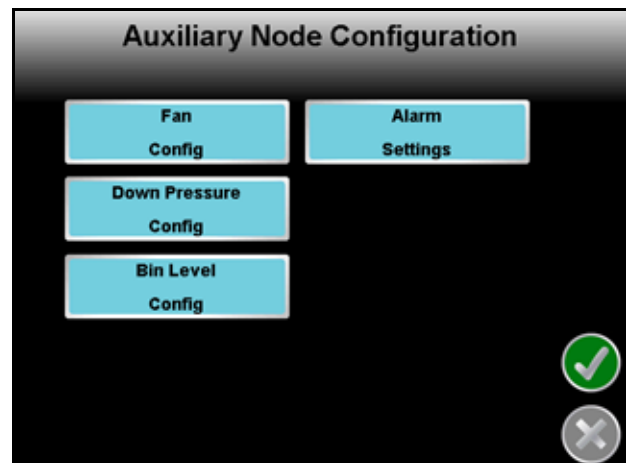 Auxiliary Node Configuration
Fan
Config
Alarm
Settings
Down Pressure
Config
Bin Level
Config